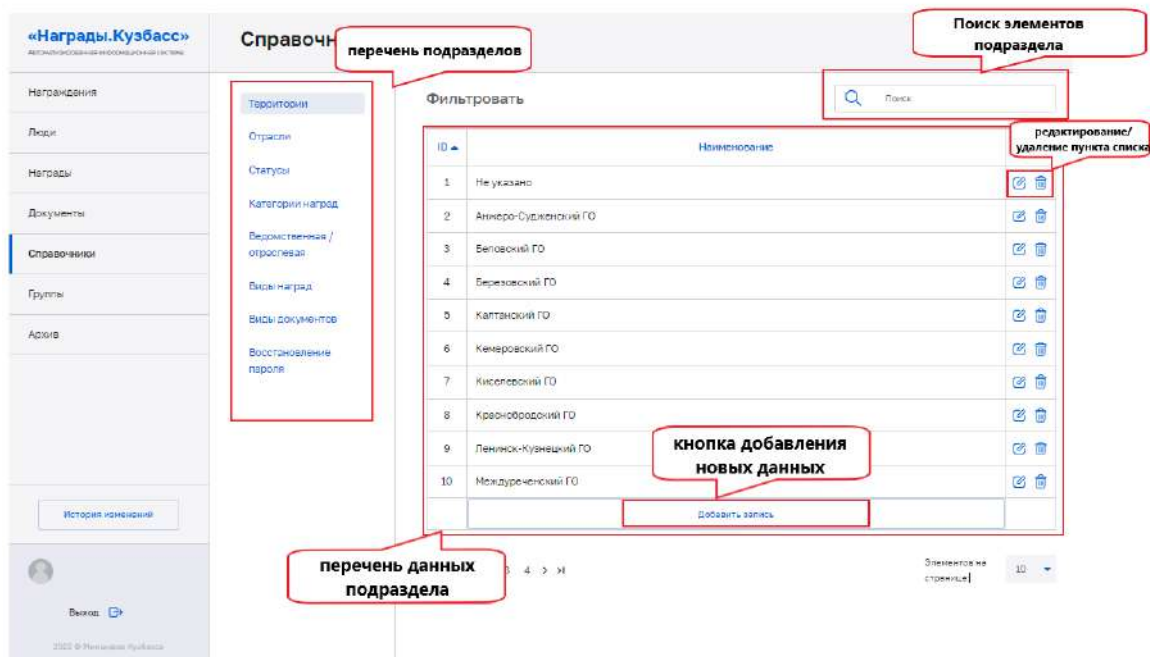 «Награды.Кузбасс»
Автоматизированная информационная система
Справочн
перечень подразделов
Поиск элементов
подраздела
Награждения
Люди
Награды
Документы
Справочники
Группы
Архив
История изменений
Выход
Территории
Отрасли
Статусы
Категории наград
Ведомственная /
отраслевая
Виды наград
Виды документов
Восстановление
пароля
Фильтровать
Поиск
редактирование/
удаление пункта списка
ID Наименование
1 Не указано
2 Анжеро-Судженский ГО
3 Беловский ГО
4 Березовский ГО
5 Калтанский ГО
6 Кемеровский ГО
7 Киселевский ГО
8 Краснобродский ГО
9 Ленинск-Кузнецкий ГО
10 Междуреченский ГО
кнопка добавления
новых данных
Добавить запись
перечень данных
подраздела
3 4
Элементов на
странице
10